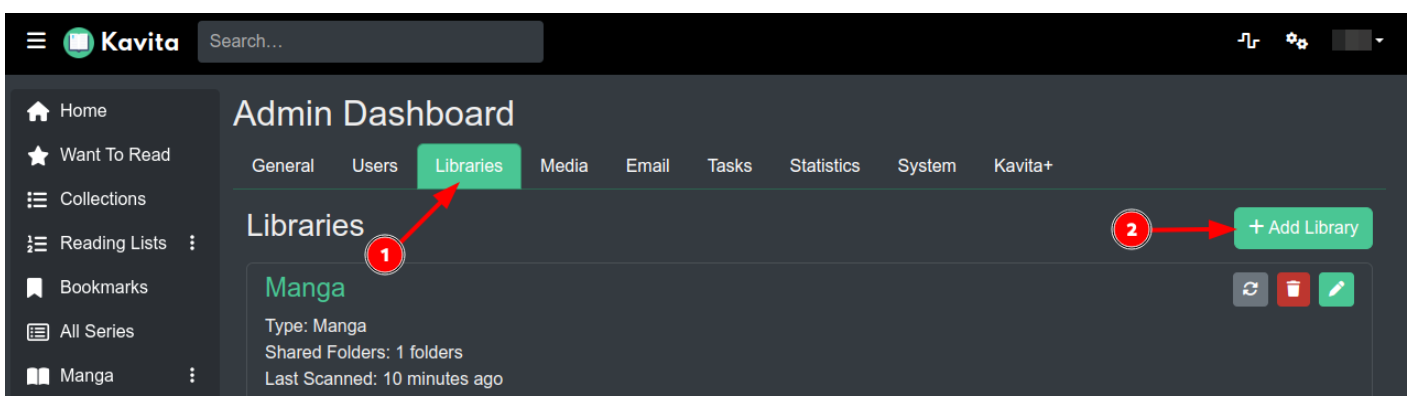 Kavita Search...
Home
Want To Read
Collections
Reading Lists
Bookmarks
All Series
Manga
Admin Dashboard
General Users Libraries Media Email Tasks Statistics System Kavita+
Libraries
1
2
+ Add Library
Manga
Type: Manga
Shared Folders: 1 folders
Last Scanned: 10 minutes ago